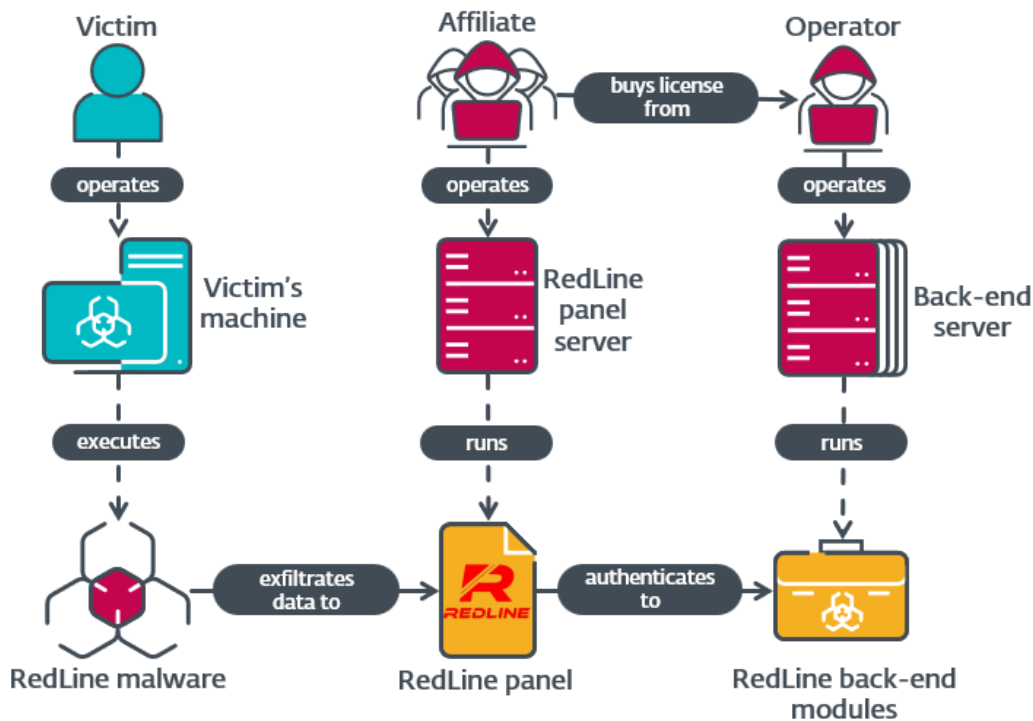 Victim
Affiliate
Operator
buys license
from
operates
operates
operates
Victim's
machine
RedLine
panel
server
Back-end
server
executes
runs
runs
exfiltrates
data to
REDLINE
authenticates
to
RedLine malware
RedLine panel
RedLine back-end
modules